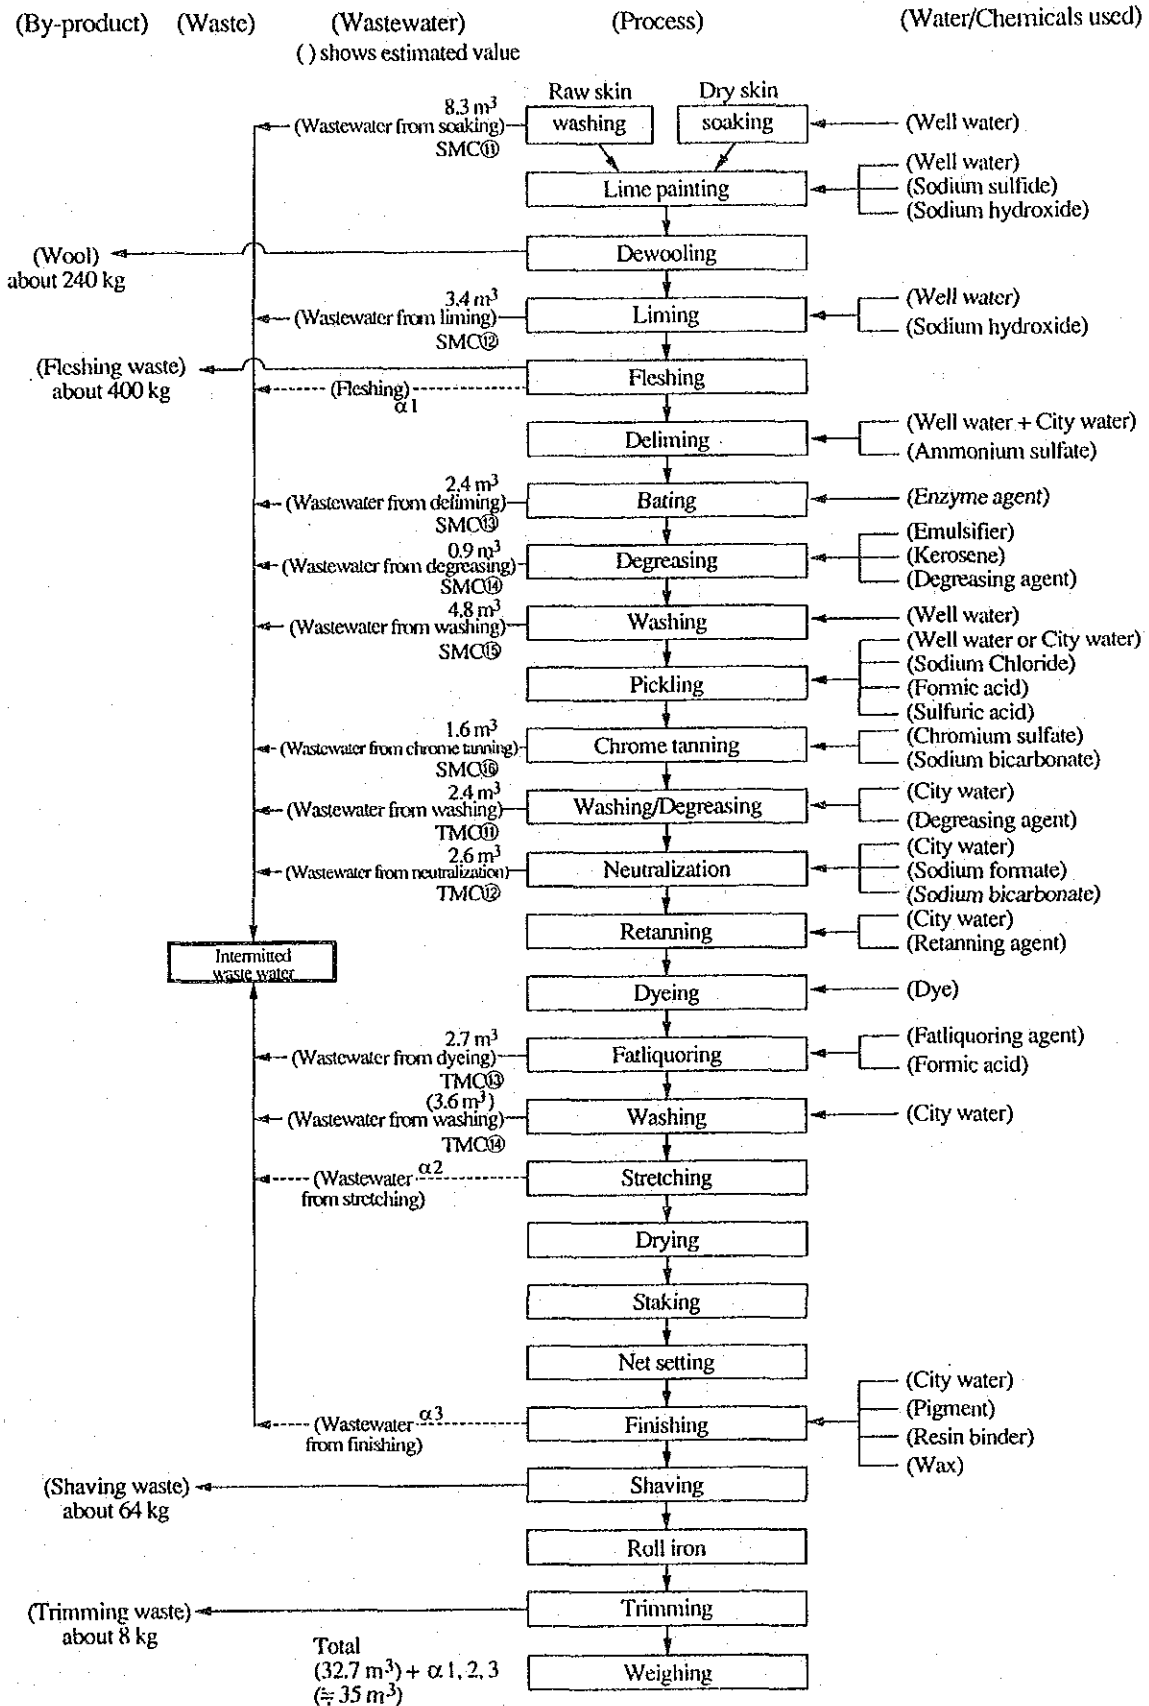 (By-product) (Waste) (Wastewater) (Process) (Water/Chemicals used)
( ) shows estimated value
Raw skin
Dry skin
8.3 m³
(Wastewater from soaking)
SMC⑪
washing
soaking
(Well water)
Lime painting
(Well water)
(Sodium sulfide)
(Sodium hydroxide)
(Wool)
about 240 kg
Dewooling
3.4 m³
(Wastewater from liming)
SMC⑫
Liming
(Well water)
(Sodium hydroxide)
(Fleshing waste)
about 400 kg
(Fleshing)
α1
Fleshing
Deliming
(Well water + City water)
(Ammonium sulfate)
2.4 m³
(Wastewater from deliming)
SMC⑬
Bating
(Enzyme agent)
0.9 m³
(Wastewater from degreasing)
SMC⑭
Degreasing
(Emulsifier)
(Kerosene)
(Degreasing agent)
4.8 m³
(Wastewater from washing)
SMC⑮
Washing
(Well water)
Pickling
(Well water or City water)
(Sodium Chloride)
(Formic acid)
(Sulfuric acid)
1.6 m³
(Wastewater from chrome tanning)
SMC⑯
Chrome tanning
(Chromium sulfate)
(Sodium bicarbonate)
2.4 m³
(Wastewater from washing)
TMC⑪
Washing/Degreasing
(City water)
(Degreasing agent)
2.6 m³
(Wastewater from neutralization)
TMC⑫
Neutralization
(City water)
(Sodium formate)
(Sodium bicarbonate)
Retanning
(City water)
(Retanning agent)
Intermitted
waste water
Dyeing
(Dye)
2.7 m³
(Wastewater from dyeing)
TMC⑬
Fatliquoring
(Fatliquoring agent)
(Formic acid)
(3.6 m³)
(Wastewater from washing)
TMC⑭
Washing
(City water)
(Wastewater α2
from stretching)
Stretching
Drying
Staking
Net setting
(Wastewater α3
from finishing)
Finishing
(City water)
(Pigment)
(Resin binder)
(Wax)
(Shaving waste)
about 64 kg
Shaving
Roll iron
(Trimming waste)
about 8 kg
Trimming
Total
(32.7 m³) + α 1, 2, 3
(≒ 35 m³)
Weighing